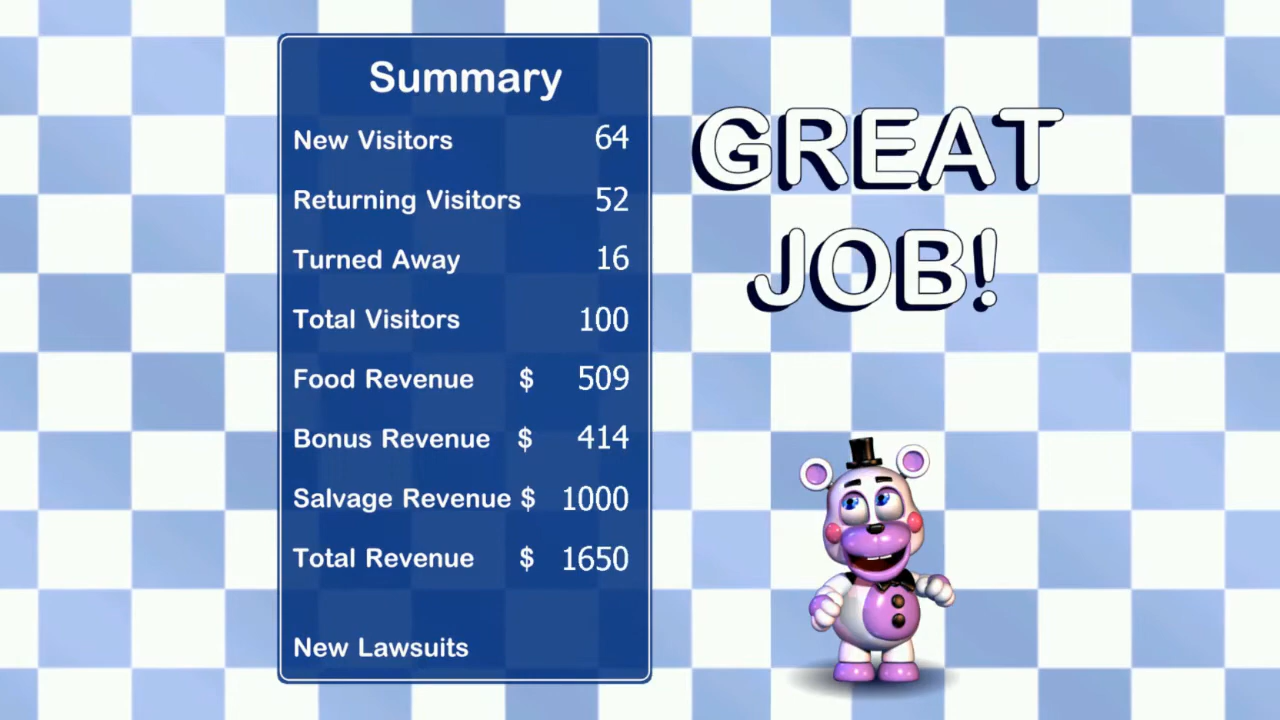 Summary
New Visitors 64
Returning Visitors 52
Turned Away 16
Total Visitors 100
Food Revenue $ 509
Bonus Revenue $ 414
Salvage Revenue $ 1000
Total Revenue $ 1650
New Lawsuits
GREAT
JOB!